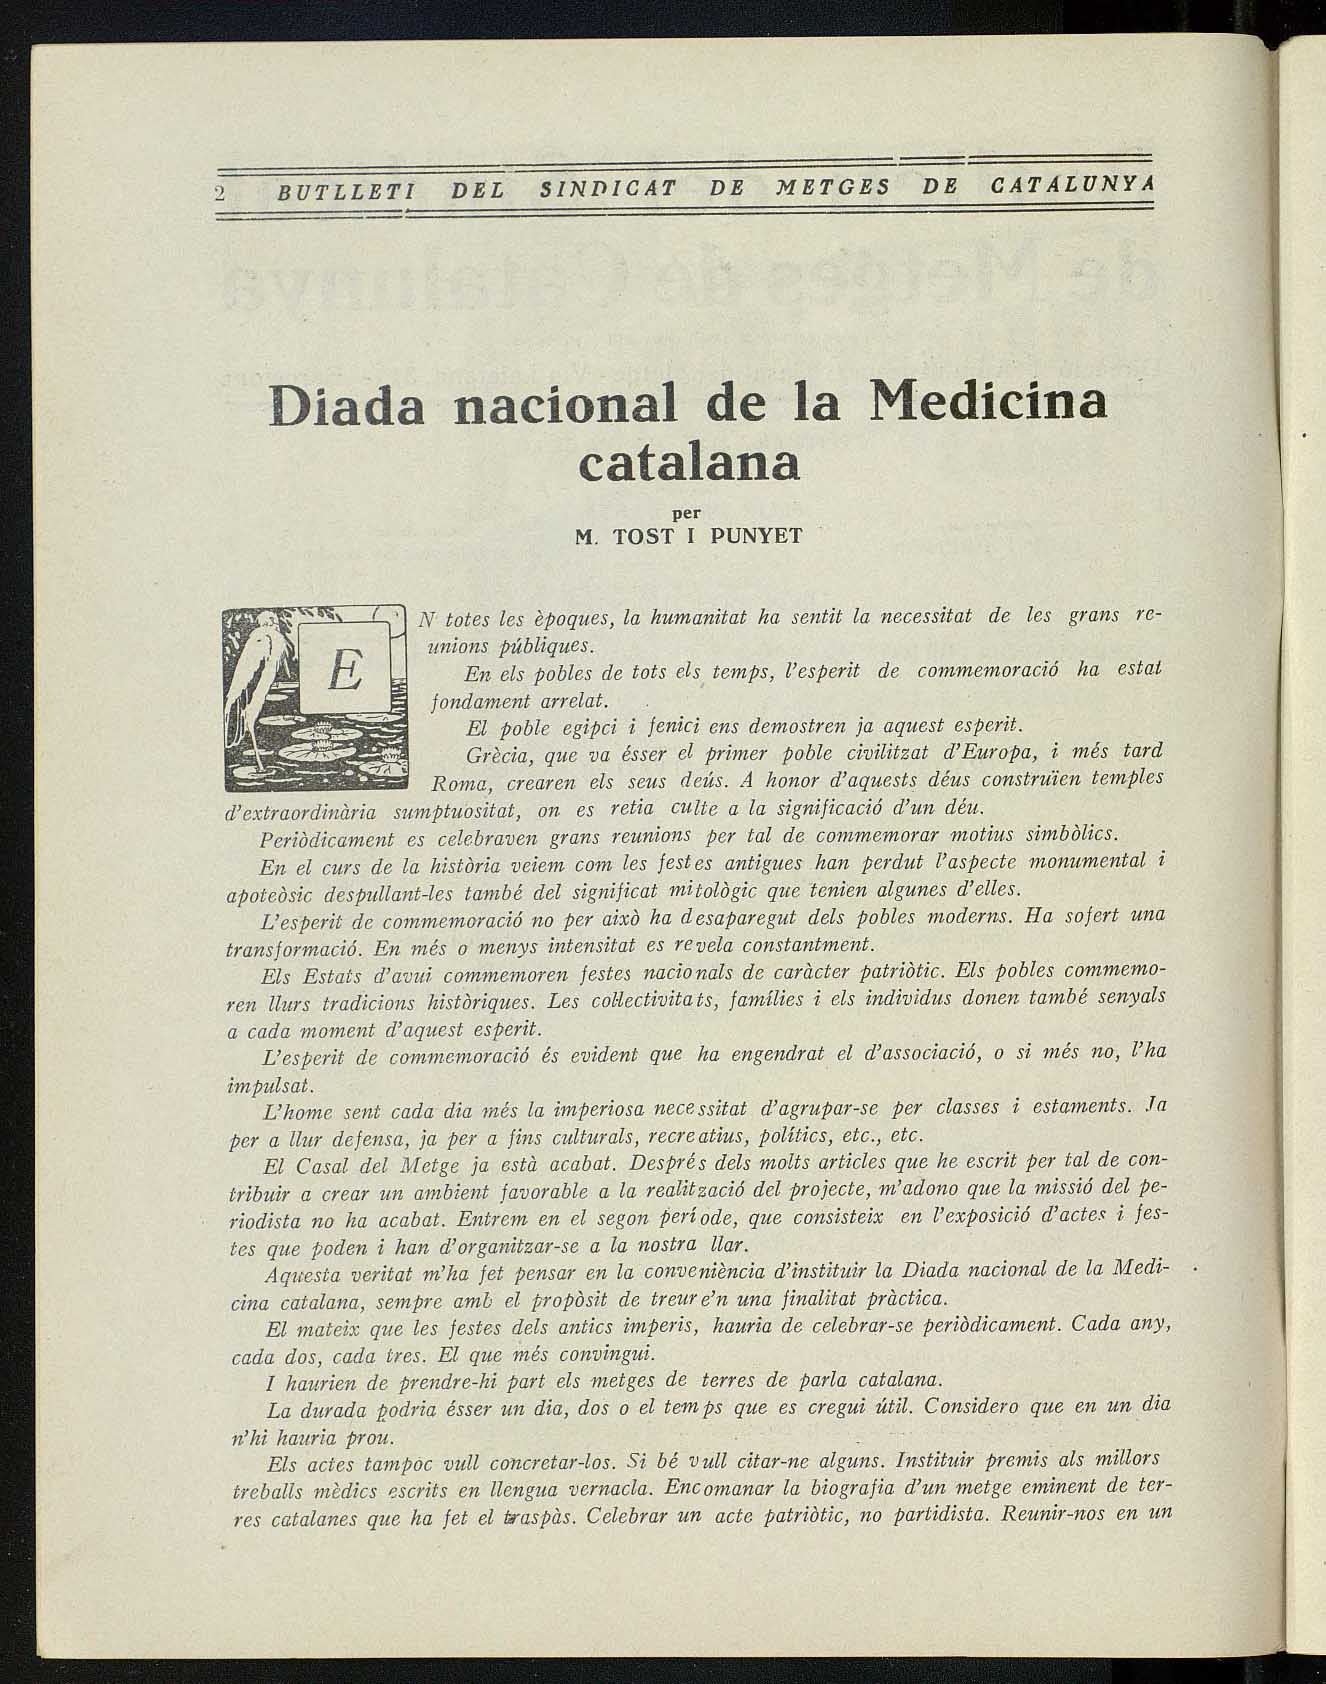 2 BUTLLETI DEL SINDICAT DE METGES DE CATALUNYA
Diada nacional de la Medicina
catalana
per
M. TOST I PUNYET
EN totes les èpoques, la humanitat ha sentit la necessitat de les grans re-
unions públiques.
En els pobles de tots els temps, l'esperit de commemoració ha estat
fondament arrelat.
El poble egipci i fenici ens demostren ja aquest esperit.
Grècia, que va ésser el primer poble civilitzat d'Europa, i més tard
Roma, crearen els seus deús. A honor d'aquests déus construïen temples
d'extraordinària sumptuositat, on es retia culte a la significació d'un déu.
Periòdicament es celebraven grans reunions per tal de commemorar motius simbòlics.
En el curs de la història veiem com les festes antigues han perdut l'aspecte monumental i
apoteòsic despullant-les també del significat mitològic que tenien algunes d'elles.
L'esperit de commemoració no per això ha desaparegut dels pobles moderns. Ha sofert una
transformació. En més o menys intensitat es revela constantment.
Els Estats d'avui commemoren festes nacionals de caràcter patriòtic. Els pobles commemo-
ren llurs tradicions històriques. Les col·lectivitats, famílies i els individus donen també senyals
a cada moment d'aquest esperit.
L'esperit de commemoració és evident que ha engendrat el d'associació, o si més no, l'ha
impulsat.
L'home sent cada dia més la imperiosa necessitat d'agrupar-se per classes i estaments. Ja
per a llur defensa, ja per a fins culturals, recreatius, polítics, etc., etc.
El Casal del Metge ja està acabat. Després dels molts articles que he escrit per tal de con-
tribuir a crear un ambient favorable a la realització del projecte, m'adono que la missió del pe-
riodista no ha acabat. Entrem en el segon període, que consisteix en l'exposició d'actes i fes-
tes que poden i han d'organitzar-se a la nostra llar.
Aquesta veritat m'ha fet pensar en la conveniència d'instituir la Diada nacional de la Medi-
cina catalana, sempre amb el propòsit de treure'n una finalitat pràctica.
El mateix que les festes dels antics imperis, hauria de celebrar-se periòdicament. Cada any,
cada dos, cada tres. El que més convingui.
I haurien de prendre-hi part els metges de terres de parla catalana.
La durada podria ésser un dia, dos o el temps que es cregui útil. Considero que en un dia
n'hi hauria prou.
Els actes tampoc vull concretar-los. Si bé vull citar-ne alguns. Instituir premis als millors
treballs mèdics escrits en llengua vernacla. Encomanar la biografia d'un metge eminent de ter-
res catalanes que ha fet el traspàs. Celebrar un acte patriòtic, no partidista. Reunir-nos en un